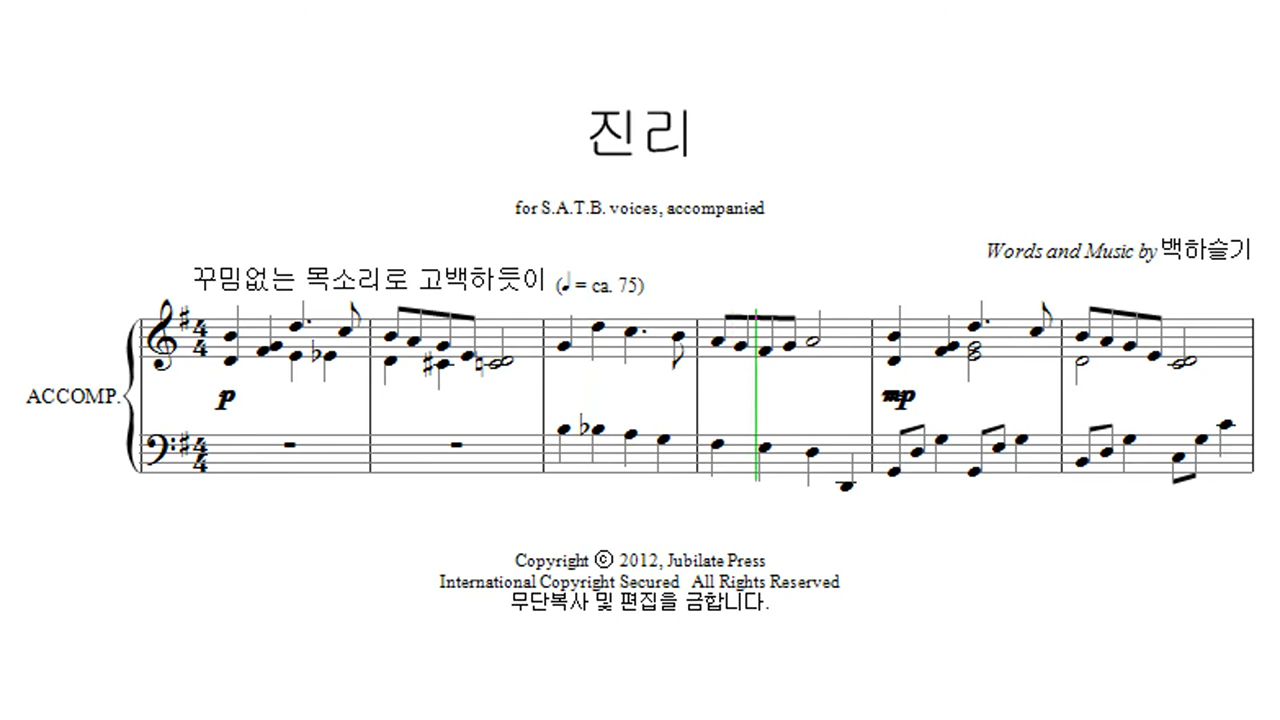 진리
for S.A.T.B. voices, accompanied
Words and Music by 백하슬기
꾸밈없는 목소리로 고백하듯이 (♩ = ca. 75)
ACCOMP.
p
mp
Copyright ⓒ 2012, Jubilate Press
International Copyright Secured All Rights Reserved
무단복사 및 편집을 금합니다.